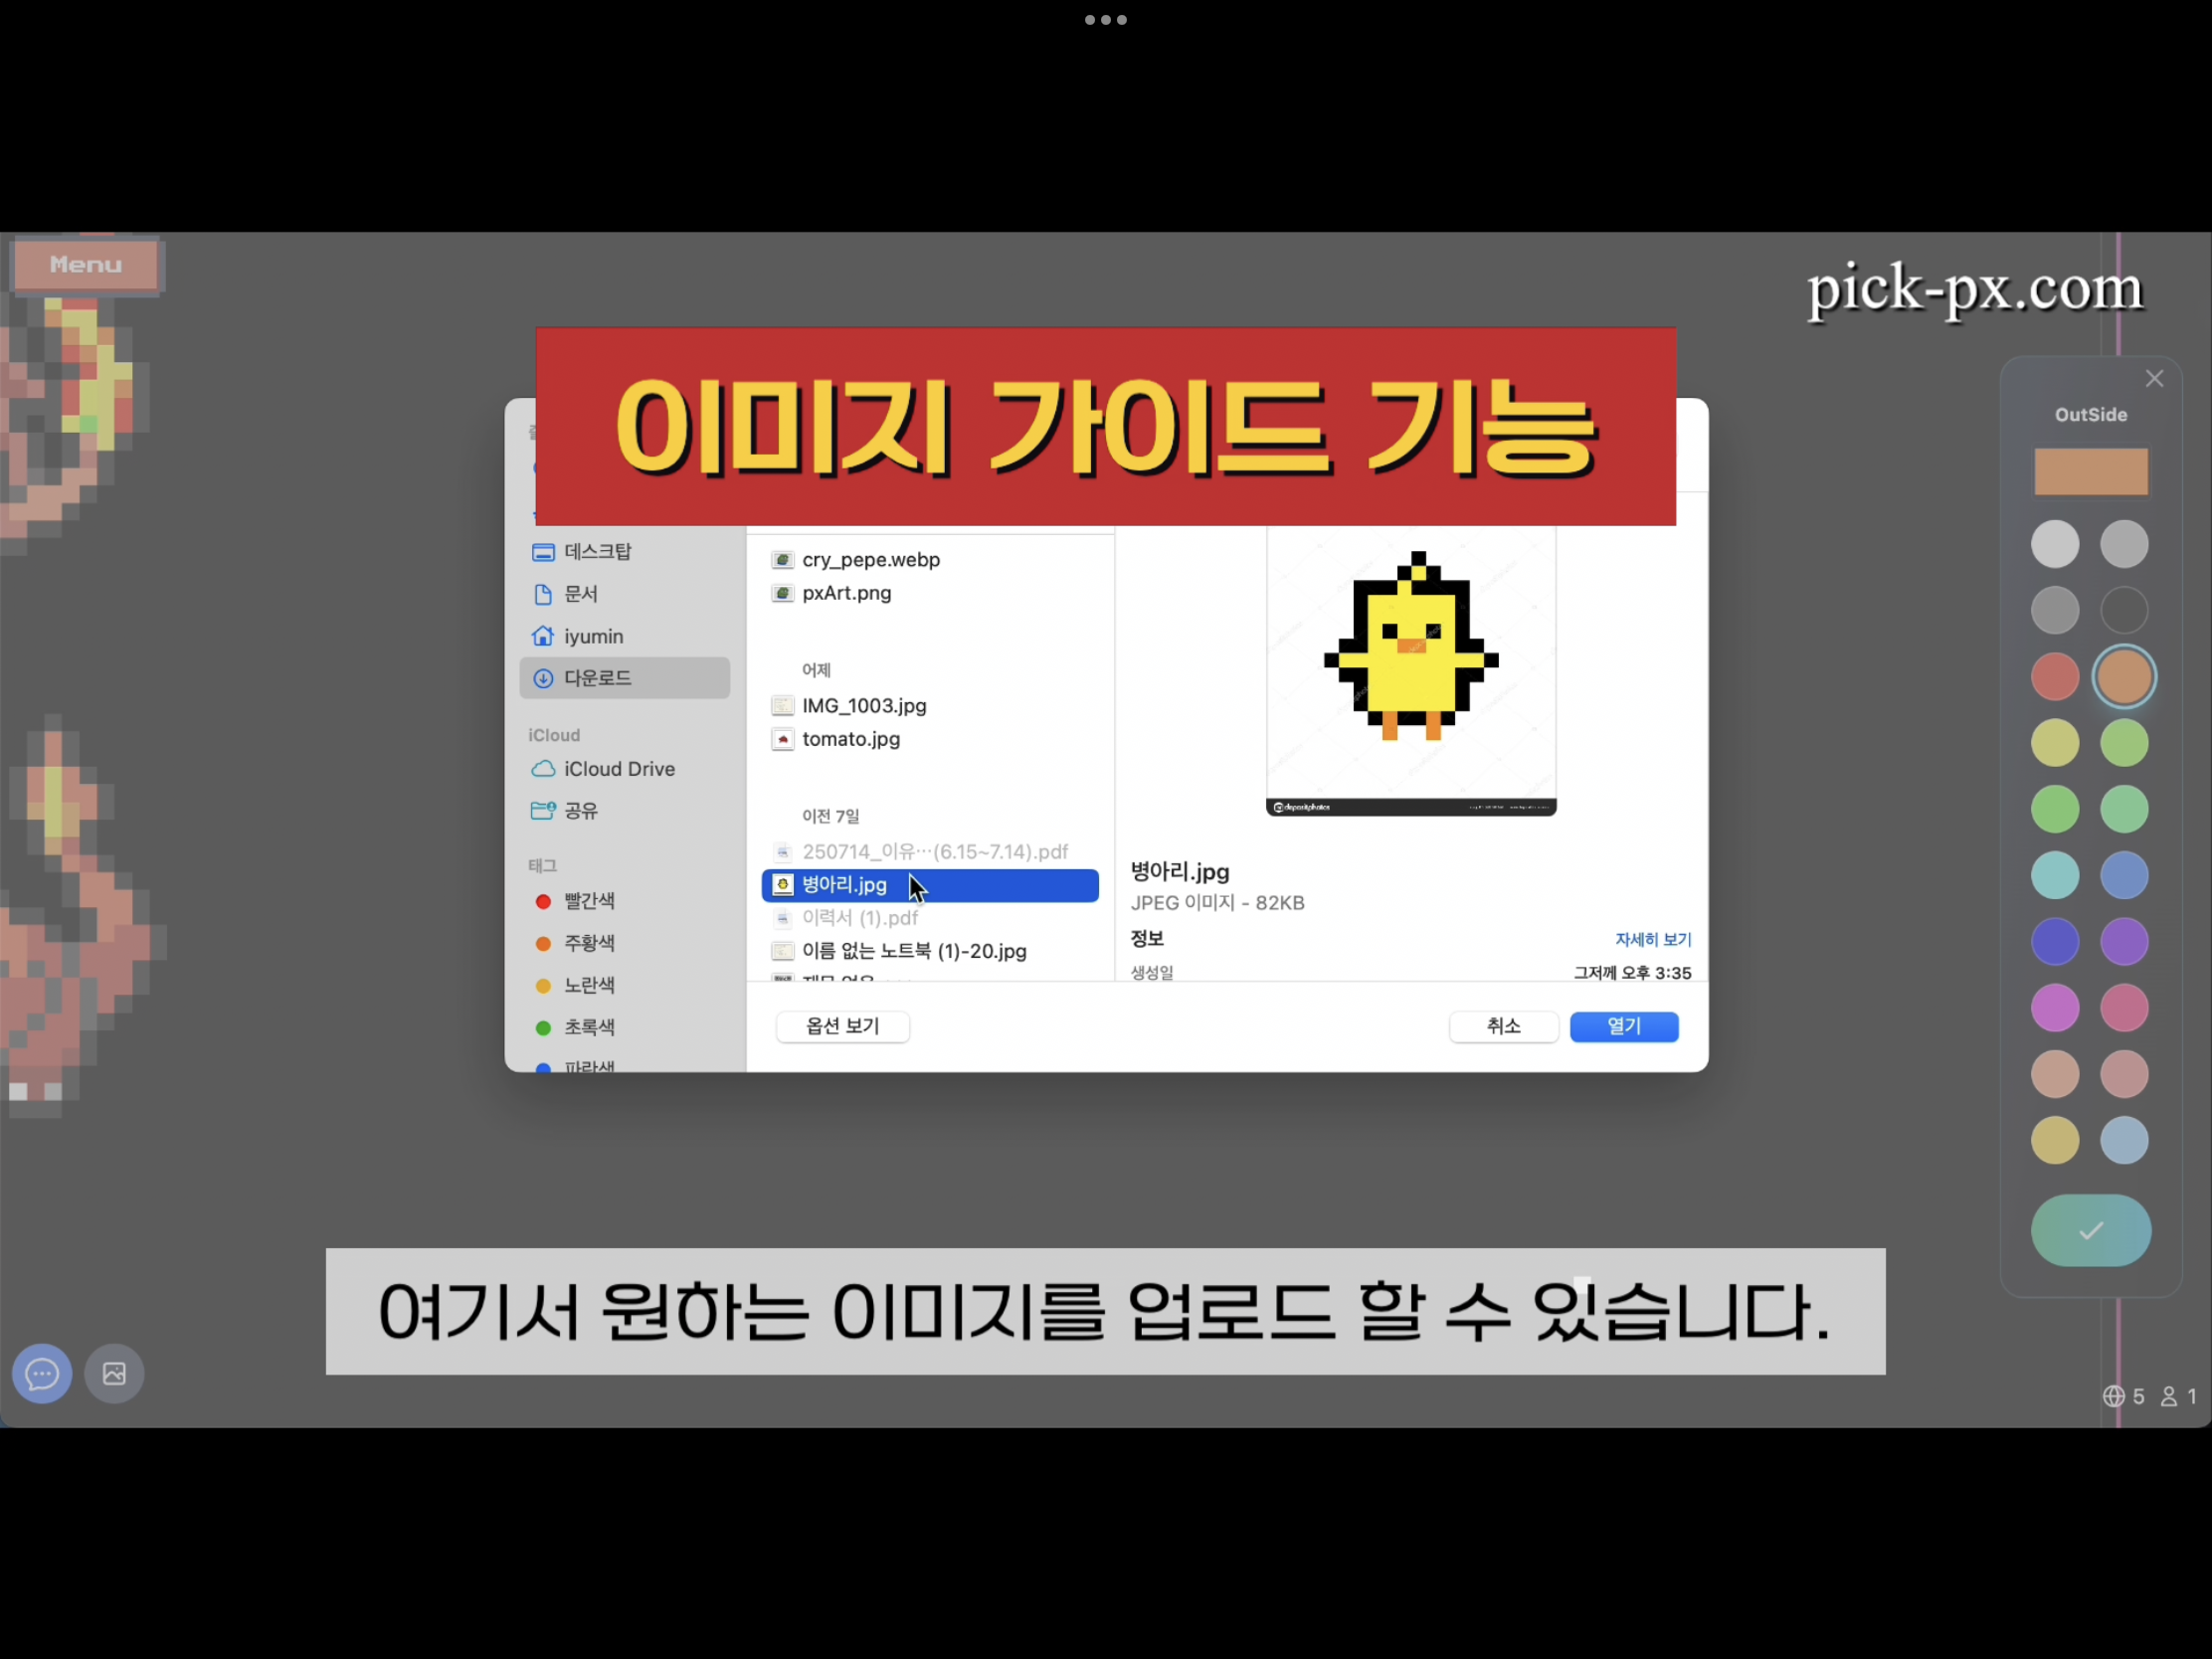 Menu
pick-px.com
이미지 가이드 기능
OutSide
데스크탑
문서
iyumin
다운로드
iCloud
iCloud Drive
공유
태그
빨간색
주황색
노란색
초록색
파란색
cry_pepe.webp
pxArt.png
어제
IMG_1003.jpg
tomato.jpg
이전 7일
250714_이유…(6.15~7.14).pdf
병아리.jpg
이력서 (1).pdf
이름 없는 노트북 (1)-20.jpg
depositphotos
병아리.jpg
JPEG 이미지 - 82KB
정보
자세히 보기
생성일
그저께 오후 3:35
옵션 보기
취소
열기
여기서 원하는 이미지를 업로드 할 수 있습니다.
5
1